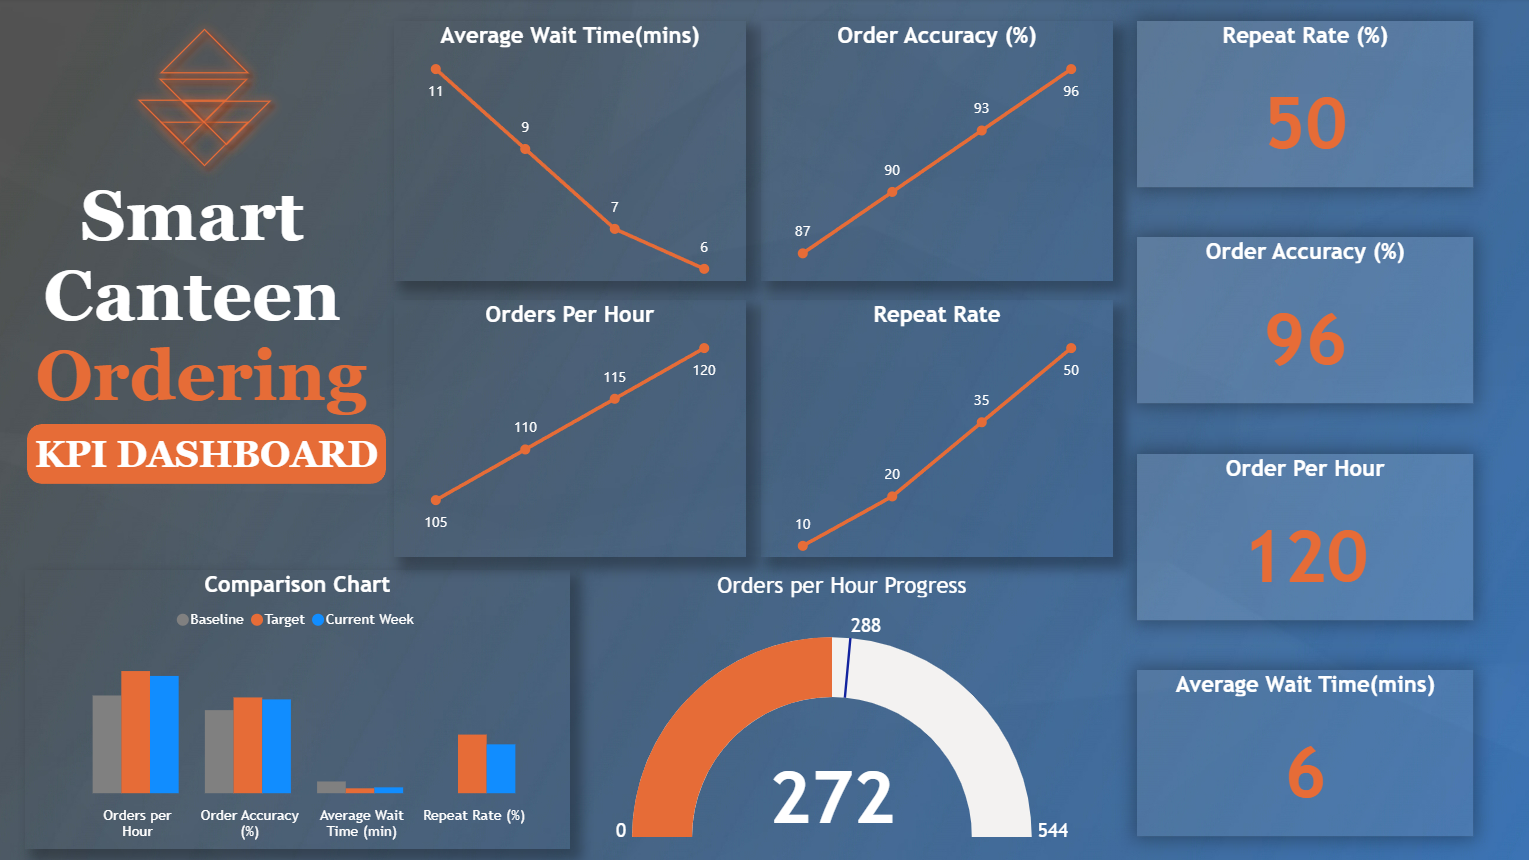 Smart
Canteen
Ordering
KPI DASHBOARD
Average Wait Time(mins)
11
9
7
6
Order Accuracy (%)
87
90
93
96
Orders Per Hour
105
110
115
120
Repeat Rate
10
20
35
50
Repeat Rate (%)
50
Order Accuracy (%)
96
Order Per Hour
120
Average Wait Time(mins)
6
Comparison Chart
Baseline Target Current Week
Orders per
Hour
Order Accuracy
(%)
Average Wait
Time (min)
Repeat Rate (%)
Orders per Hour Progress
288
272
0
544